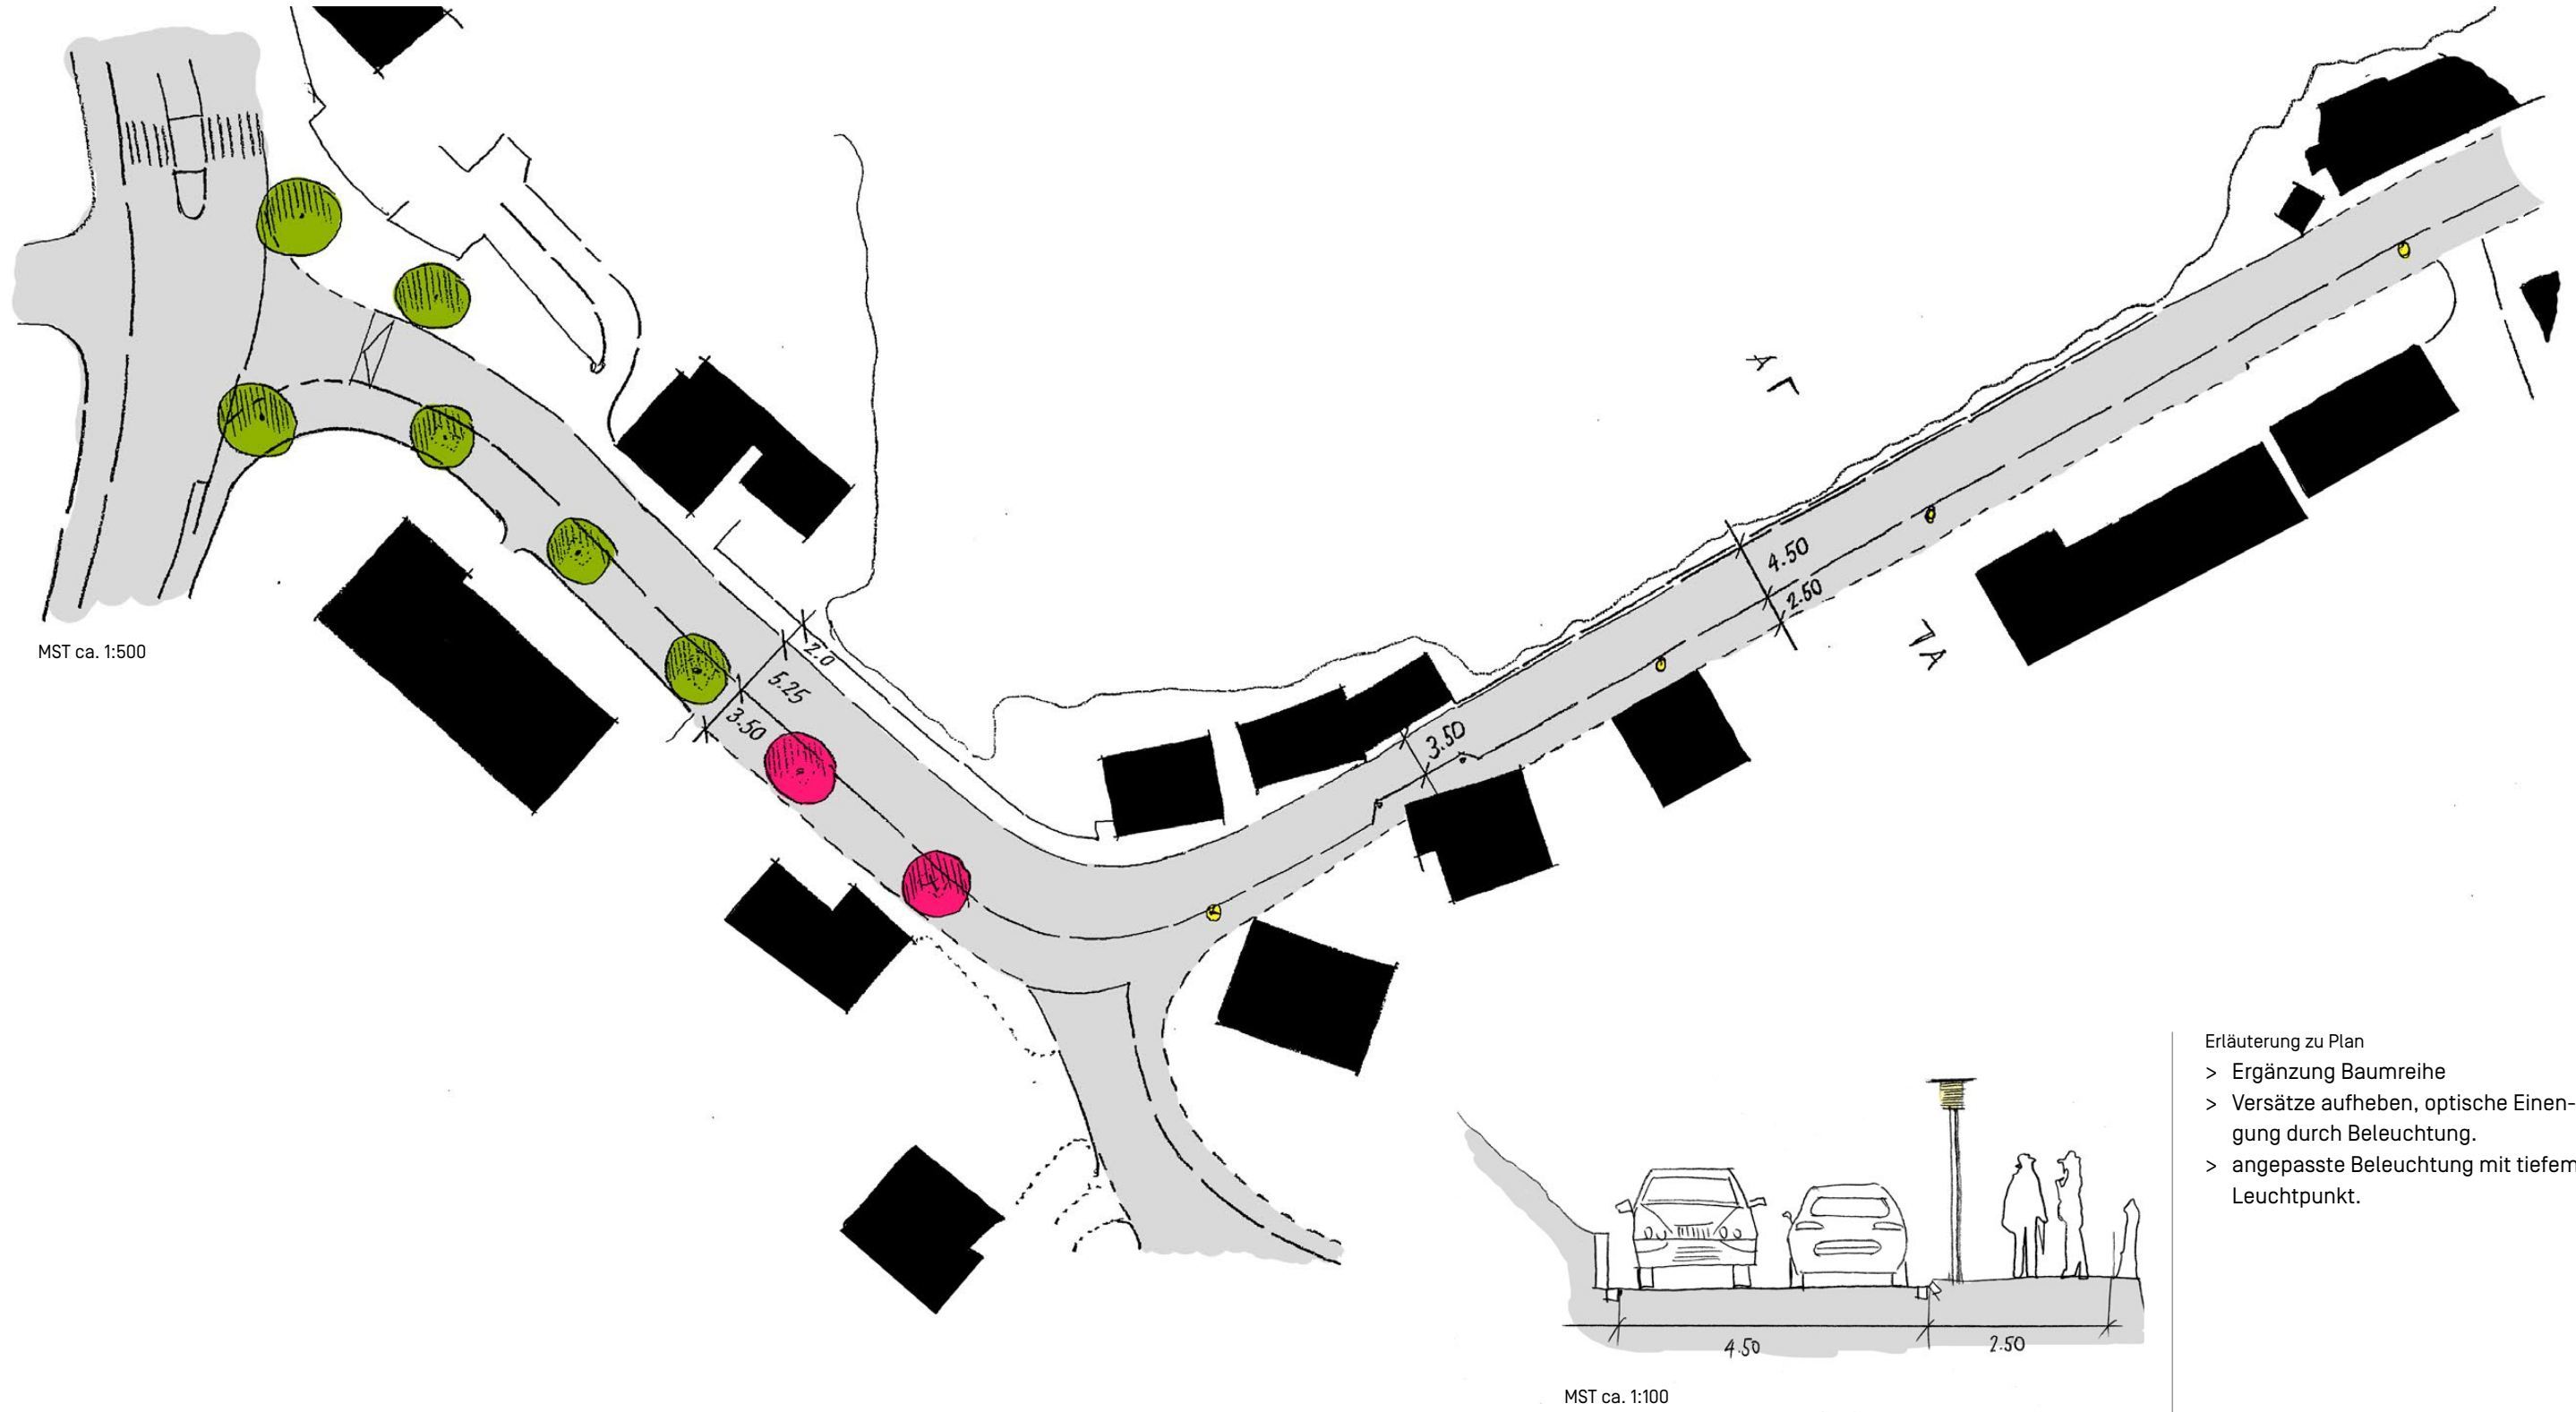 A
4.50
2.50
A
MST ca. 1:500
2.0
5.25
3.50
3.50
Erläuterung zu Plan
> Ergänzung Baumreihe
> Versätze aufheben, optische Einen-
gung durch Beleuchtung.
> angepasste Beleuchtung mit tiefem
Leuchtpunkt.
4.50
2.50
MST ca. 1:100